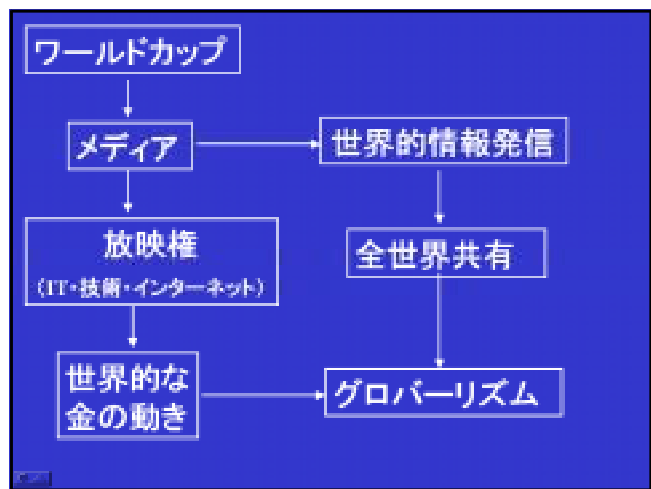 ワールドカップ
メディア
世界的情報発信
放映権
(IT・技術・インターネット)
全世界共有
世界的な
金の動き
グロバーリズム